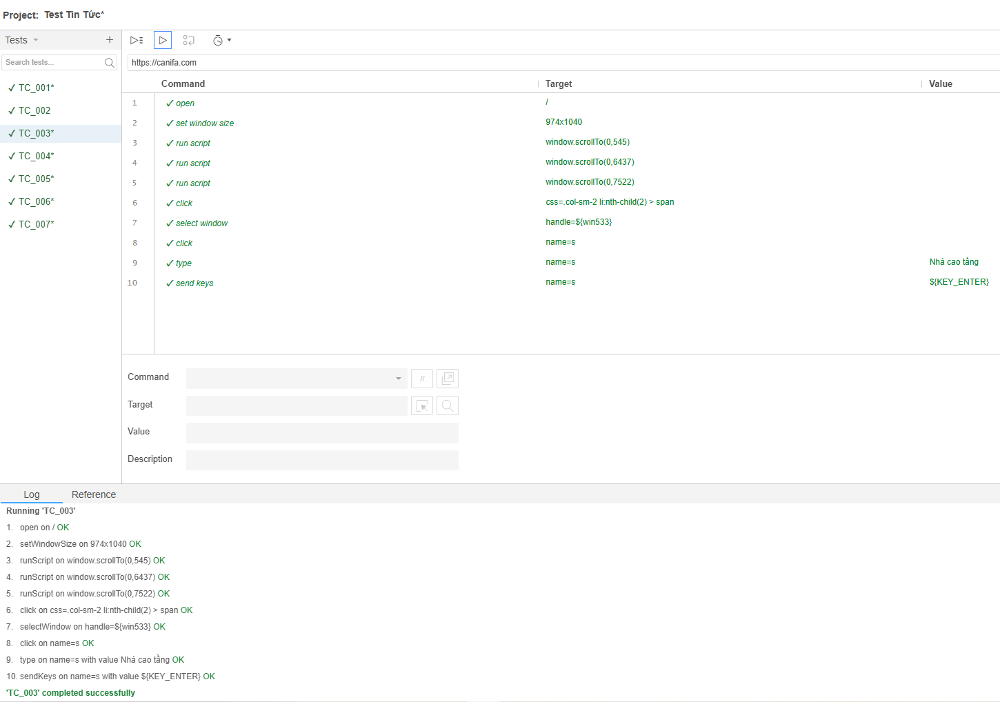 Project: Test Tin Tức*
Tests +
Search tests...
https://canifa.com
TC_001*
TC_002
TC_003*
TC_004*
TC_005*
TC_006*
TC_007*
Command Target Value
1 ✓ open /
2 ✓ set window size 974x1040
3 ✓ run script window.scrollTo(0,545)
4 ✓ run script window.scrollTo(0,6437)
5 ✓ run script window.scrollTo(0,7522)
6 ✓ click css=.col-sm-2 li:nth-child(2) > span
7 ✓ select window handle=${win533}
8 ✓ click name=s
9 ✓ type name=s Nhà cao tầng
10 ✓ send keys name=s ${KEY_ENTER}
Command //
Target
Value
Description
Log Reference
Running 'TC_003'
1. open on / OK
2. setWindowSize on 974x1040 OK
3. runScript on window.scrollTo(0,545) OK
4. runScript on window.scrollTo(0,6437) OK
5. runScript on window.scrollTo(0,7522) OK
6. click on css=.col-sm-2 li:nth-child(2) > span OK
7. selectWindow on handle=${win533} OK
8. click on name=s OK
9. type on name=s with value Nhà cao tầng OK
10. sendKeys on name=s with value ${KEY_ENTER} OK
'TC_003' completed successfully